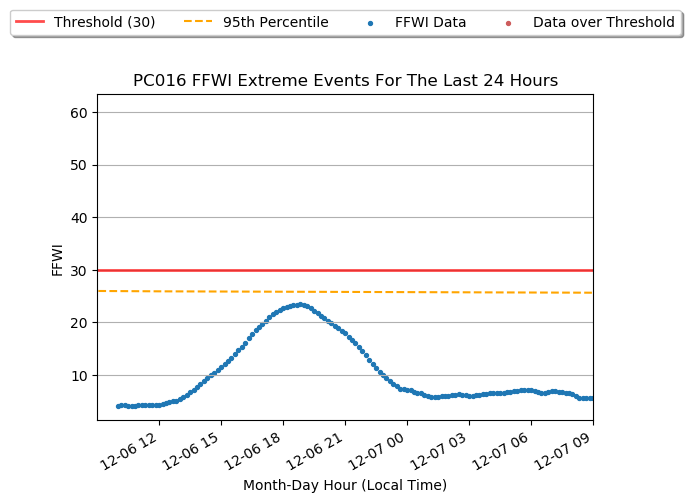 Threshold (30) 95th Percentile FFWI Data Data over Threshold
PC016 FFWI Extreme Events For The Last 24 Hours
60
50
40
30
20
10
FFWI
12-06 12 12-06 15 12-06 18 12-06 21 12-07 00 12-07 03 12-07 06 12-07 09
Month-Day Hour (Local Time)